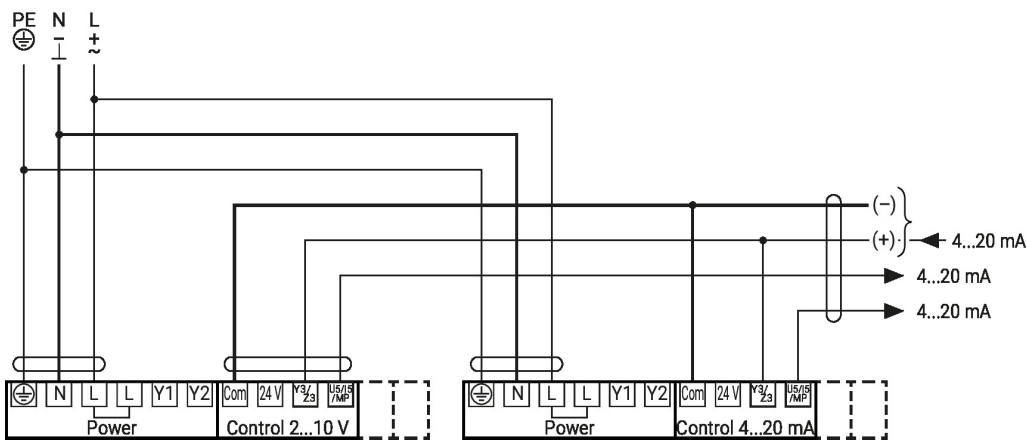 PE N L
− +
⊥ ~
(−)
(+) 4...20 mA
4...20 mA
4...20 mA
N L L Y1 Y2 Com 24 V Y3/Z3 U5/I5/MP N L L Y1 Y2 Com 24 V Y3/Z3 U5/I5/MP
Power Control 2...10 V Power Control 4...20 mA